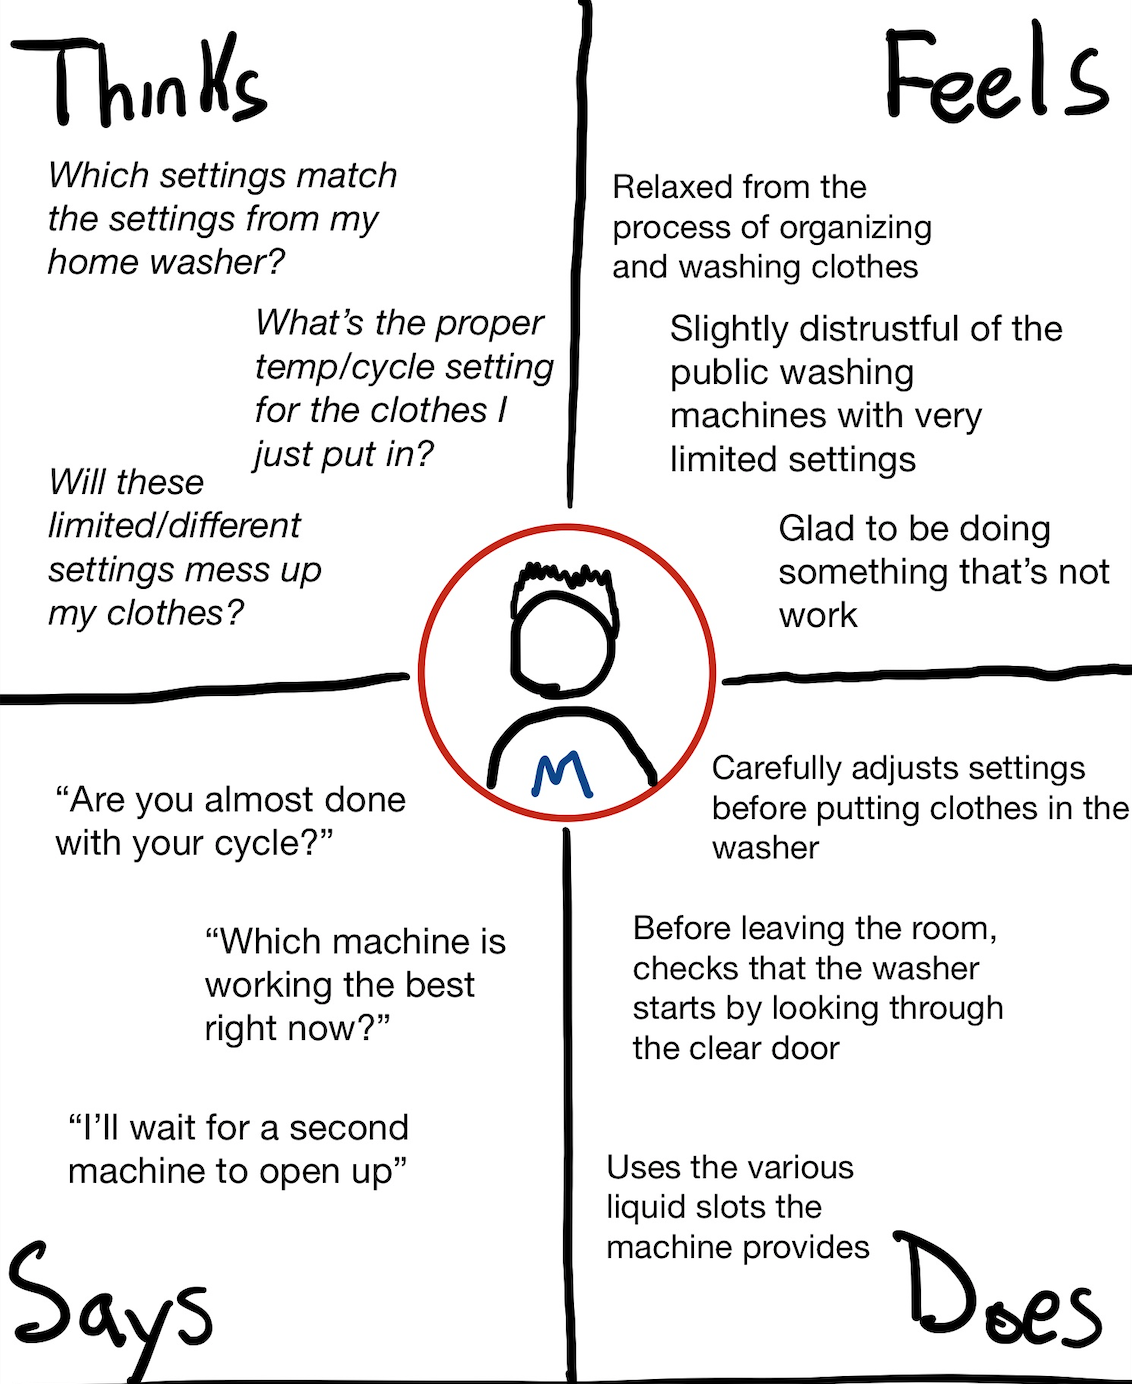 Thinks
Which settings match
the settings from my
home washer?
What’s the proper
temp/cycle setting
for the clothes I
just put in?
Will these
limited/different
settings mess up
my clothes?
Feels
Relaxed from the
process of organizing
and washing clothes
Slightly distrustful of the
public washing
machines with very
limited settings
Glad to be doing
something that’s not
work
M
“Are you almost done
with your cycle?”
“Which machine is
working the best
right now?”
“I’ll wait for a second
machine to open up”
Says
Carefully adjusts settings
before putting clothes in the
washer
Before leaving the room,
checks that the washer
starts by looking through
the clear door
Uses the various
liquid slots the
machine provides
Does